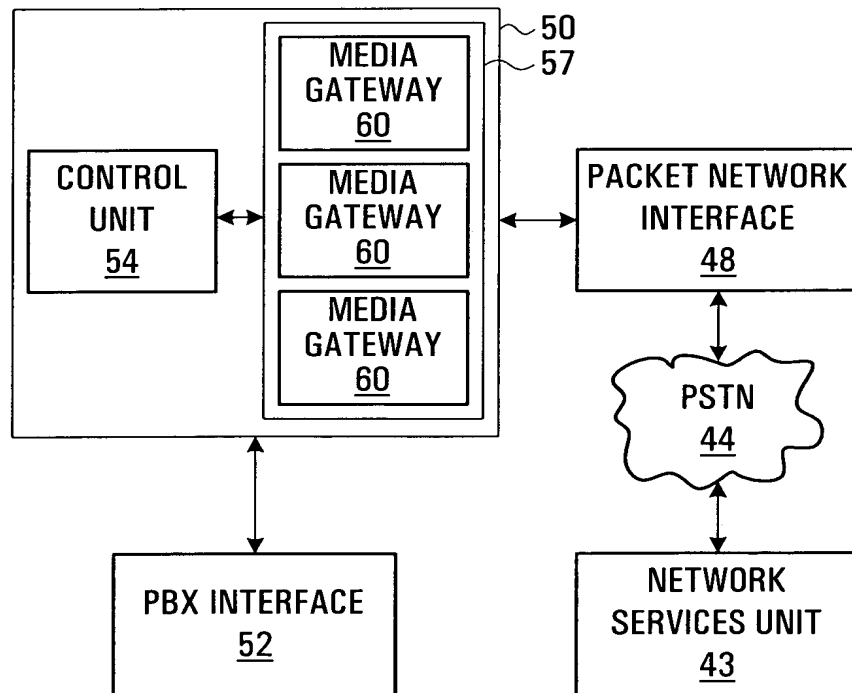 50
57
MEDIA
GATEWAY
60
CONTROL
UNIT
54
MEDIA
GATEWAY
60
MEDIA
GATEWAY
60
PACKET NETWORK
INTERFACE
48
PSTN
44
PBX INTERFACE
52
NETWORK
SERVICES UNIT
43